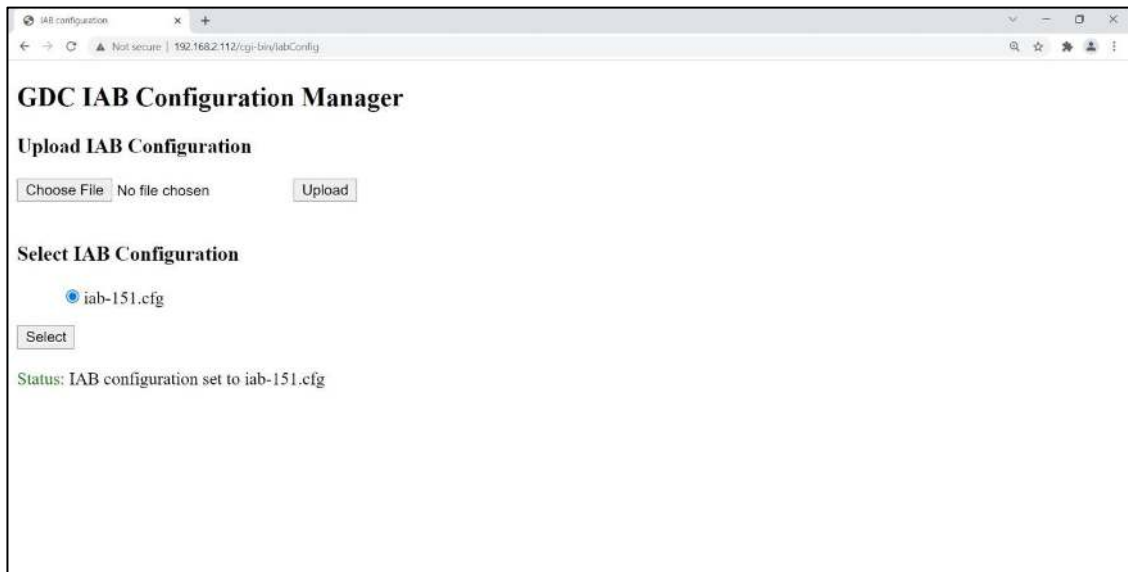 IAB configuration
Not secure | 192.168.2.112/cgi-bin/IabConfig
GDC IAB Configuration Manager
Upload IAB Configuration
Choose File No file chosen Upload
Select IAB Configuration
iab-151.cfg
Select
Status: IAB configuration set to iab-151.cfg